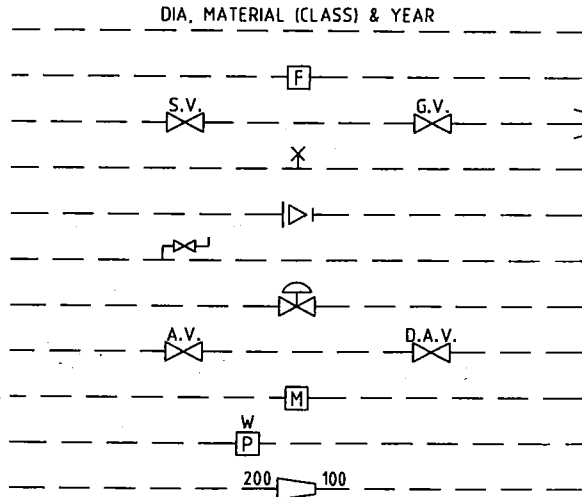 DIA, MATERIAL (CLASS) & YEAR
F
S.V. G.V.
A.V. D.A.V.
M
W
P
200 100